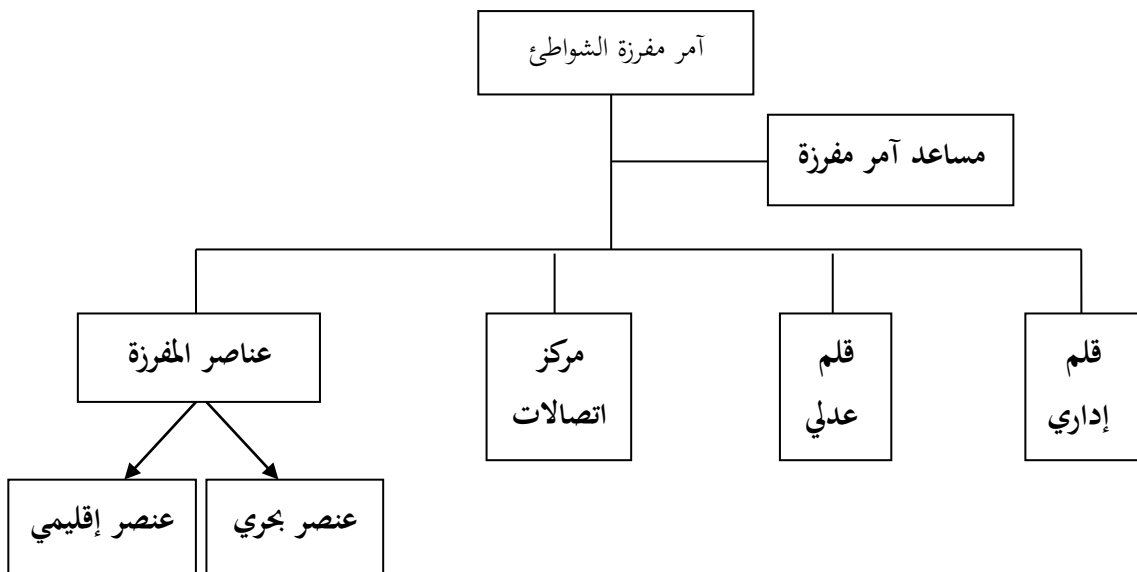 آمر مفرزة الشواطئ
مساعد آمر مفرزة
قلم
إداري
قلم
عدلي
مركز
اتصالات
عناصر المفرزة
عنصر بحري
عنصر إقليمي